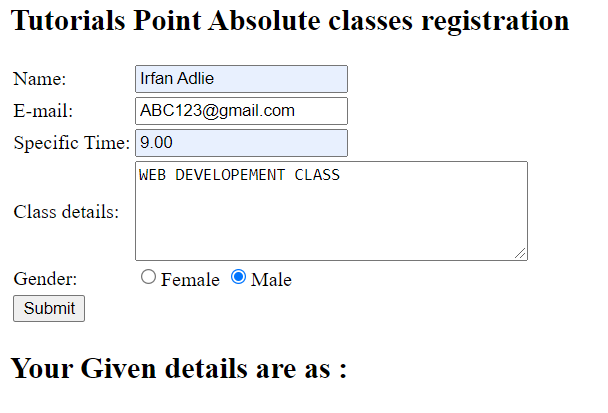 Tutorials Point Absolute classes registration
Name: Irfan Adlie
E-mail: ABC123@gmail.com
Specific Time: 9.00
Class details: WEB DEVELOPEMENT CLASS
Gender: Female Male
Submit
Your Given details are as :